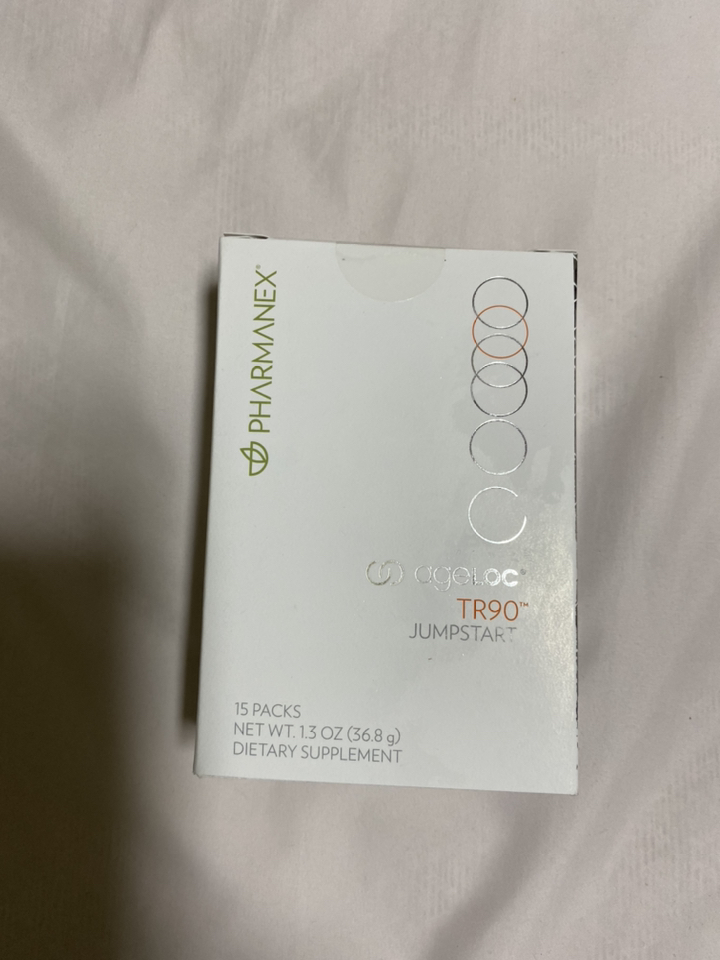 PHARMANEX®
ageLOC®
TR90™
JUMPSTART
15 PACKS
NET WT. 1.3 OZ (36.8 g)
DIETARY SUPPLEMENT